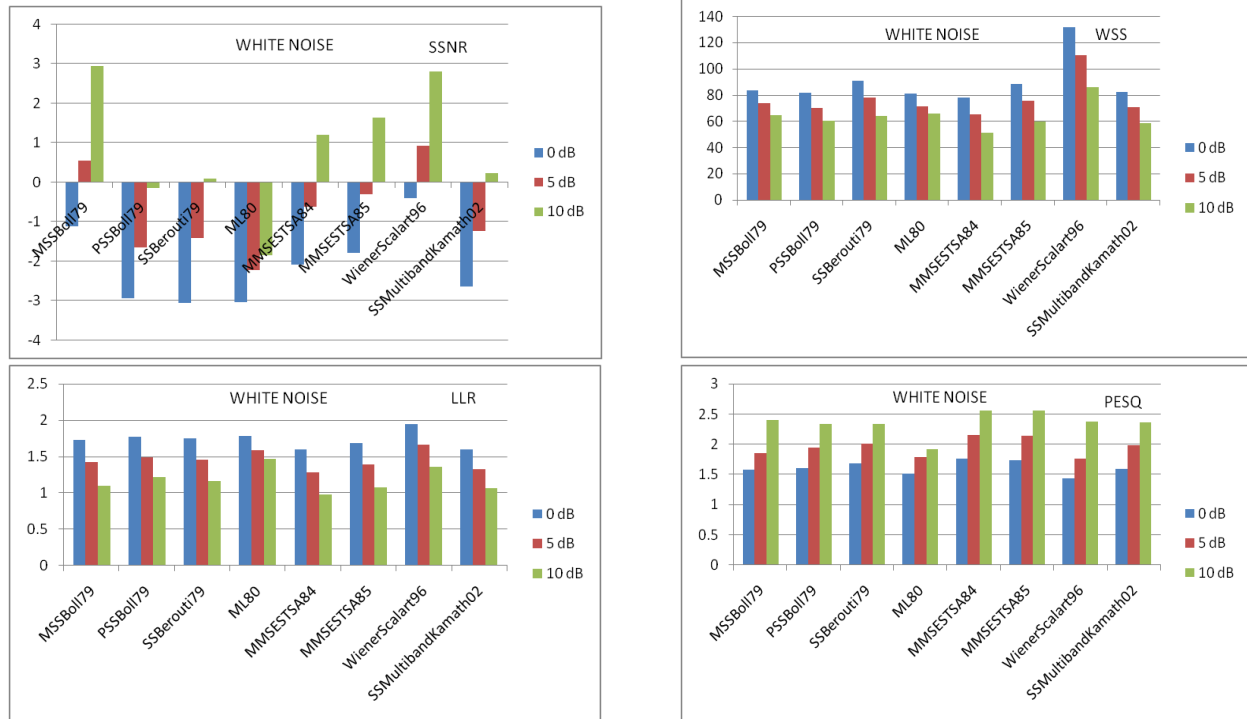 WHITE NOISE SSNR
4
3
2
1
0
-1
-2
-3
-4
MSSBoll79
PSSBoll79
SSBerouti79
ML80
MMSESTSA84
MMSESTSA85
WienerScalart96
SSMultibandKamath02
0 dB
5 dB
10 dB
WHITE NOISE WSS
140
120
100
80
60
40
20
0
MSSBoll79
PSSBoll79
SSBerouti79
ML80
MMSESTSA84
MMSESTSA85
WienerScalart96
SSMultibandKamath02
0 dB
5 dB
10 dB
WHITE NOISE LLR
2.5
2
1.5
1
0.5
0
MSSBoll79
PSSBoll79
SSBerouti79
ML80
MMSESTSA84
MMSESTSA85
WienerScalart96
SSMultibandKamath02
0 dB
5 dB
10 dB
WHITE NOISE PESQ
3
2.5
2
1.5
1
0.5
0
MSSBoll79
PSSBoll79
SSBerouti79
ML80
MMSESTSA84
MMSESTSA85
WienerScalart96
SSMultibandKamath02
0 dB
5 dB
10 dB